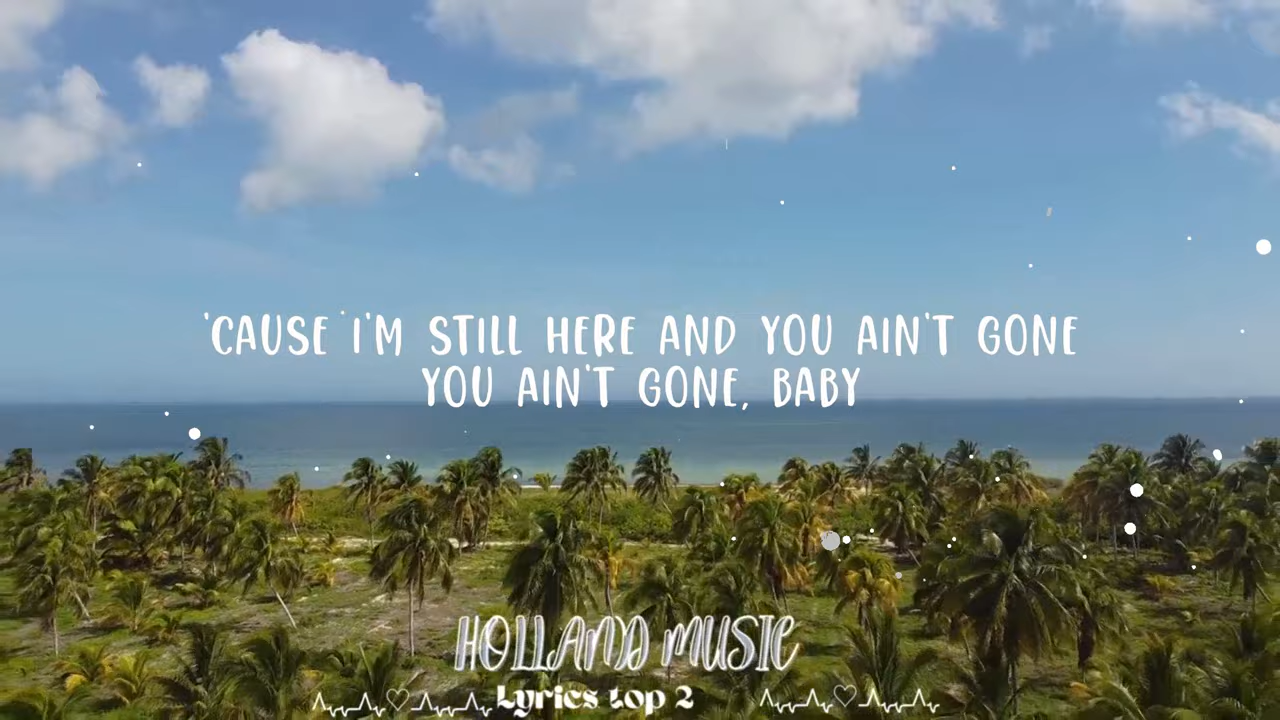 'CAUSE I'M STILL HERE AND YOU AIN'T GONE
YOU AIN'T GONE, BABY
HOLLAND MUSIC
Lyrics top 2